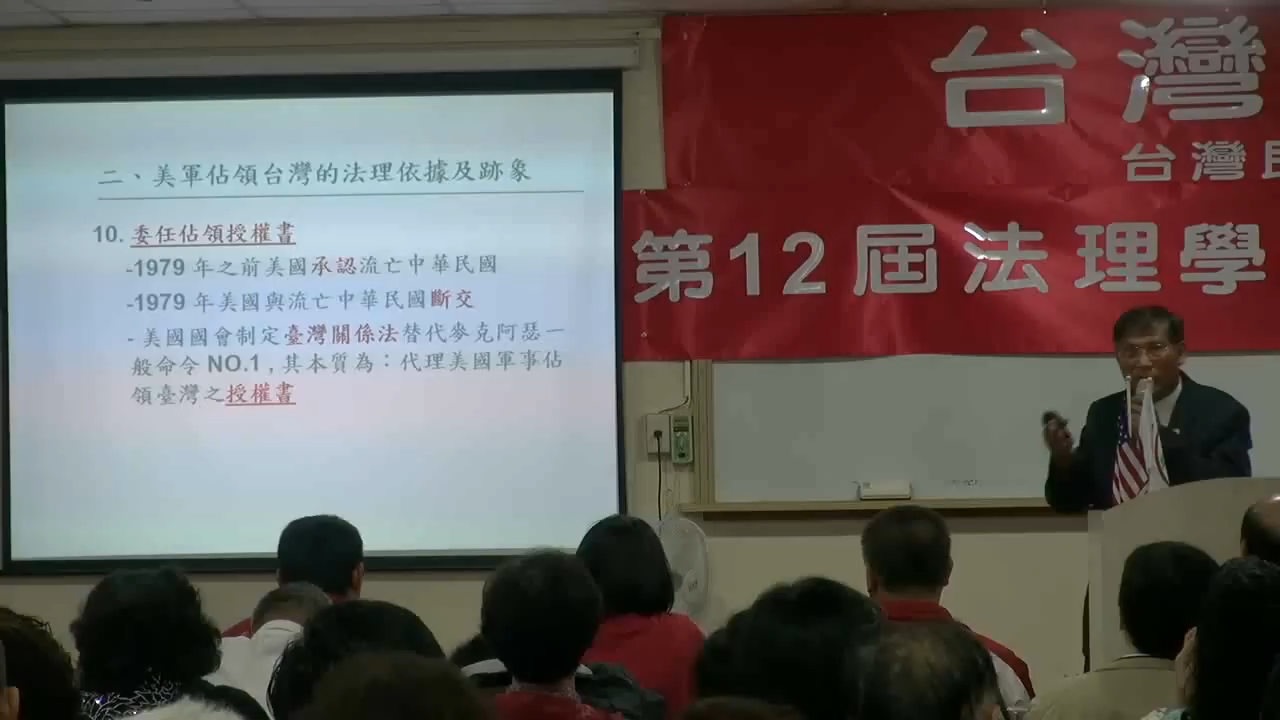 二、美軍佔領台灣的法理依據及跡象
10. 委任佔領授權書
-1979 年之前美國承認流亡中華民國
-1979 年美國與流亡中華民國斷交
- 美國國會制定臺灣關係法替代麥克阿瑟一
般命令 NO.1 , 其本質為：代理美國軍事佔
領臺灣之授權書
台灣
台灣民
第12屆法理學